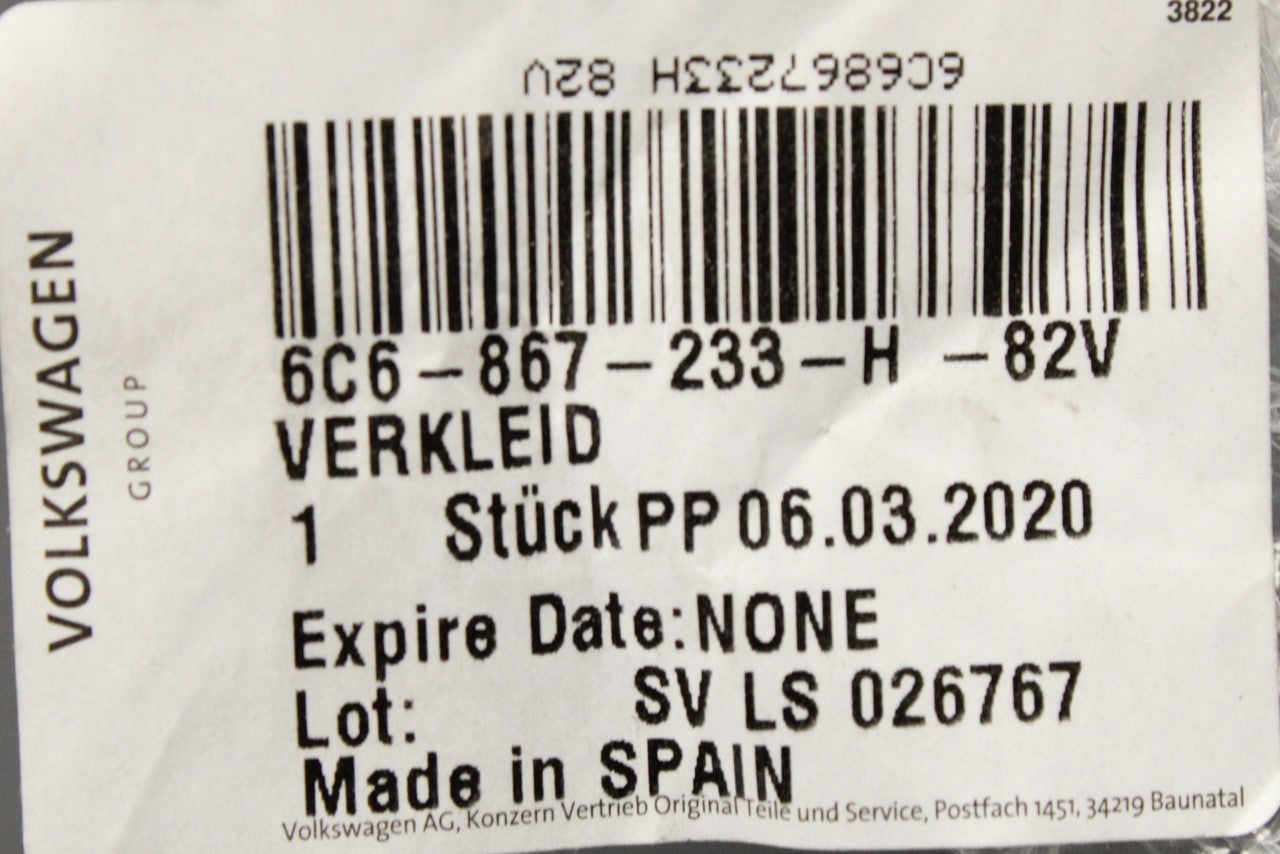 3822
6C6867233H 82V
6C6-867-233-H -82V
VERKLEID
1 Stück PP 06.03.2020
Expire Date:NONE
Lot: SV LS 026767
Made in SPAIN
Volkswagen AG, Konzern Vertrieb Original Teile und Service, Postfach 1451, 34219 Baunatal
VOLKSWAGEN
GROUP